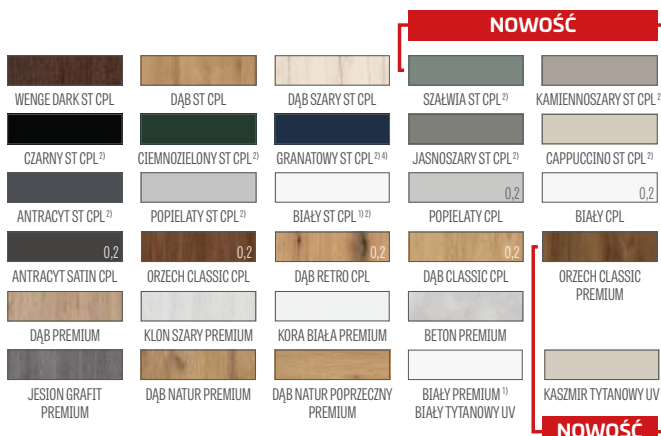 NOWOŚĆ
WENGE DARK ST CPL
DĄB ST CPL
DĄB SZARY ST CPL
SZAŁWIA ST CPL 2)
KAMIENNOSZARY ST CPL 2
CZARNY ST CPL 2)
CIEMNOZIELONY ST CPL 2)
GRANATOWY ST CPL 2) 4)
JASNOSZARY ST CPL 2)
CAPPUCCINO ST CPL 2)
0,2
0,2
ANTRACYT ST CPL 2)
POPIELATY ST CPL 2)
BIAŁY ST CPL 1) 2)
POPIELATY CPL
BIAŁY CPL
0,2
0,2
0,2
0,2
ANTRACYT SATIN CPL
ORZECH CLASSIC CPL
DĄB RETRO CPL
DĄB CLASSIC CPL
ORZECH CLASSIC
PREMIUM
DĄB PREMIUM
KLON SZARY PREMIUM
KORA BIAŁA PREMIUM
BETON PREMIUM
JESION GRAFIT
PREMIUM
DĄB NATUR PREMIUM
DĄB NATUR POPRZECZNY
PREMIUM
BIAŁY PREMIUM 1)
BIAŁY TYTANOWY UV
KASZMIR TYTANOWY UV
NOWOŚĆ